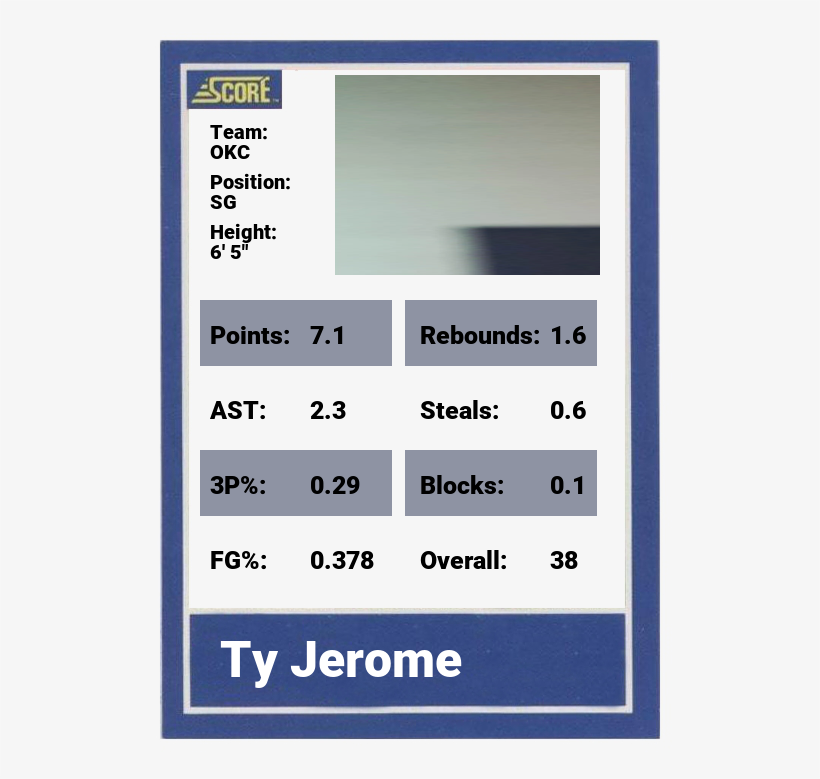 SCORE
Team:
OKC
Position:
SG
Height:
6' 5"
Points: 7.1 Rebounds: 1.6
AST: 2.3 Steals: 0.6
3P%: 0.29 Blocks: 0.1
FG%: 0.378 Overall: 38
Ty Jerome